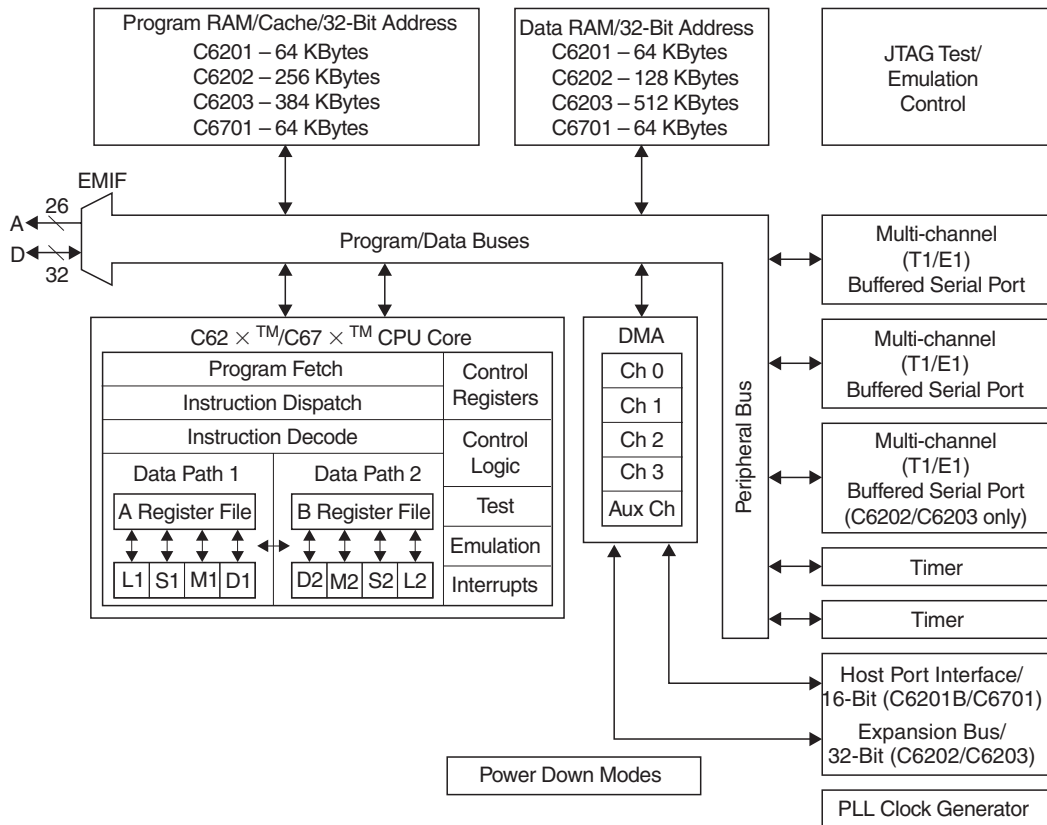 Program RAM/Cache/32-Bit Address
C6201 – 64 KBytes
C6202 – 256 KBytes
C6203 – 384 KBytes
C6701 – 64 KBytes
Data RAM/32-Bit Address
C6201 – 64 KBytes
C6202 – 128 KBytes
C6203 – 512 KBytes
C6701 – 64 KBytes
JTAG Test/
Emulation
Control
EMIF
26
A
D
32
Program/Data Buses
Multi-channel
(T1/E1)
Buffered Serial Port
C62 × TM/C67 × TM CPU Core
Program Fetch
Instruction Dispatch
Instruction Decode
Control
Registers
Control
Logic
Test
Emulation
Interrupts
Data Path 1
A Register File
L1
S1
M1
D1
Data Path 2
B Register File
D2
M2
S2
L2
DMA
Ch 0
Ch 1
Ch 2
Ch 3
Aux Ch
Peripheral Bus
Multi-channel
(T1/E1)
Buffered Serial Port
Multi-channel
(T1/E1)
Buffered Serial Port
(C6202/C6203 only)
Timer
Timer
Host Port Interface/
16-Bit (C6201B/C6701)
Expansion Bus/
32-Bit (C6202/C6203)
Power Down Modes
PLL Clock Generator